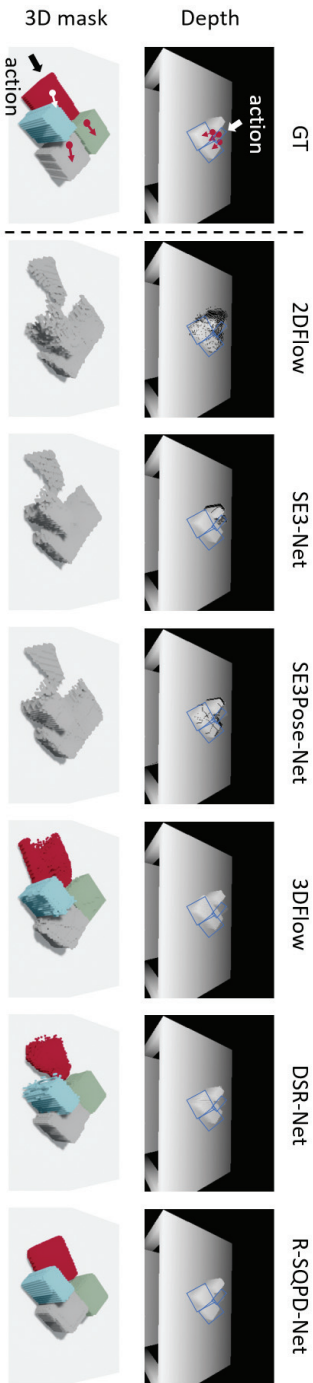 GT
2DFlow
SE3-Net
SE3Pose-Net
3DFlow
DSR-Net
R-SQPD-Net
Depth
action
3D mask
action